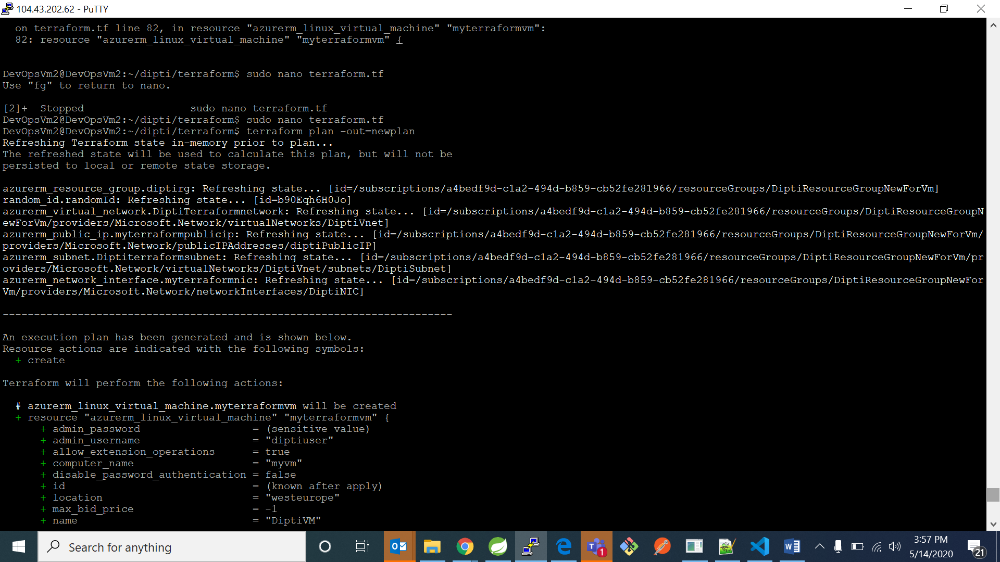 104.43.202.62 - PuTTY
on terraform.tf line 82, in resource "azurerm_linux_virtual_machine" "myterraformvm":
82: resource "azurerm_linux_virtual_machine" "myterraformvm" {
DevOpsVm2@DevOpsVm2:~/dipti/terraform$ sudo nano terraform.tf
Use "fg" to return to nano.
[2]+  Stopped                 sudo nano terraform.tf
DevOpsVm2@DevOpsVm2:~/dipti/terraform$ sudo nano terraform.tf
DevOpsVm2@DevOpsVm2:~/dipti/terraform$ terraform plan -out=newplan
Refreshing Terraform state in-memory prior to plan...
The refreshed state will be used to calculate this plan, but will not be
persisted to local or remote state storage.
azurerm_resource_group.diptirg: Refreshing state... [id=/subscriptions/a4bedf9d-c1a2-494d-b859-cb52fe281966/resourceGroups/DiptiResourceGroupNewForVm]
random_id.randomId: Refreshing state... [id=b90Eqh6H0Jo]
azurerm_virtual_network.DiptiTerraformnetwork: Refreshing state... [id=/subscriptions/a4bedf9d-c1a2-494d-b859-cb52fe281966/resourceGroups/DiptiResourceGroupN
ewForVm/providers/Microsoft.Network/virtualNetworks/DiptiVnet]
azurerm_public_ip.myterraformpublicip: Refreshing state... [id=/subscriptions/a4bedf9d-c1a2-494d-b859-cb52fe281966/resourceGroups/DiptiResourceGroupNewForVm/
providers/Microsoft.Network/publicIPAddresses/diptiPublicIP]
azurerm_subnet.Diptiterraformsubnet: Refreshing state... [id=/subscriptions/a4bedf9d-c1a2-494d-b859-cb52fe281966/resourceGroups/DiptiResourceGroupNewForVm/pr
oviders/Microsoft.Network/virtualNetworks/DiptiVnet/subnets/DiptiSubnet]
azurerm_network_interface.myterraformnic: Refreshing state... [id=/subscriptions/a4bedf9d-c1a2-494d-b859-cb52fe281966/resourceGroups/DiptiResourceGroupNewFor
Vm/providers/Microsoft.Network/networkInterfaces/DiptiNIC]
------------------------------------------------------------------------
An execution plan has been generated and is shown below.
Resource actions are indicated with the following symbols:
+ create
Terraform will perform the following actions:
# azurerm_linux_virtual_machine.myterraformvm will be created
+ resource "azurerm_linux_virtual_machine" "myterraformvm" {
+ admin_password                  = (sensitive value)
+ admin_username                  = "diptiuser"
+ allow_extension_operations      = true
+ computer_name                   = "myvm"
+ disable_password_authentication = false
+ id                              = (known after apply)
+ location                        = "westeurope"
+ max_bid_price                   = -1
+ name                            = "DiptiVM"
Search for anything
1
3:57 PM
5/14/2020
21